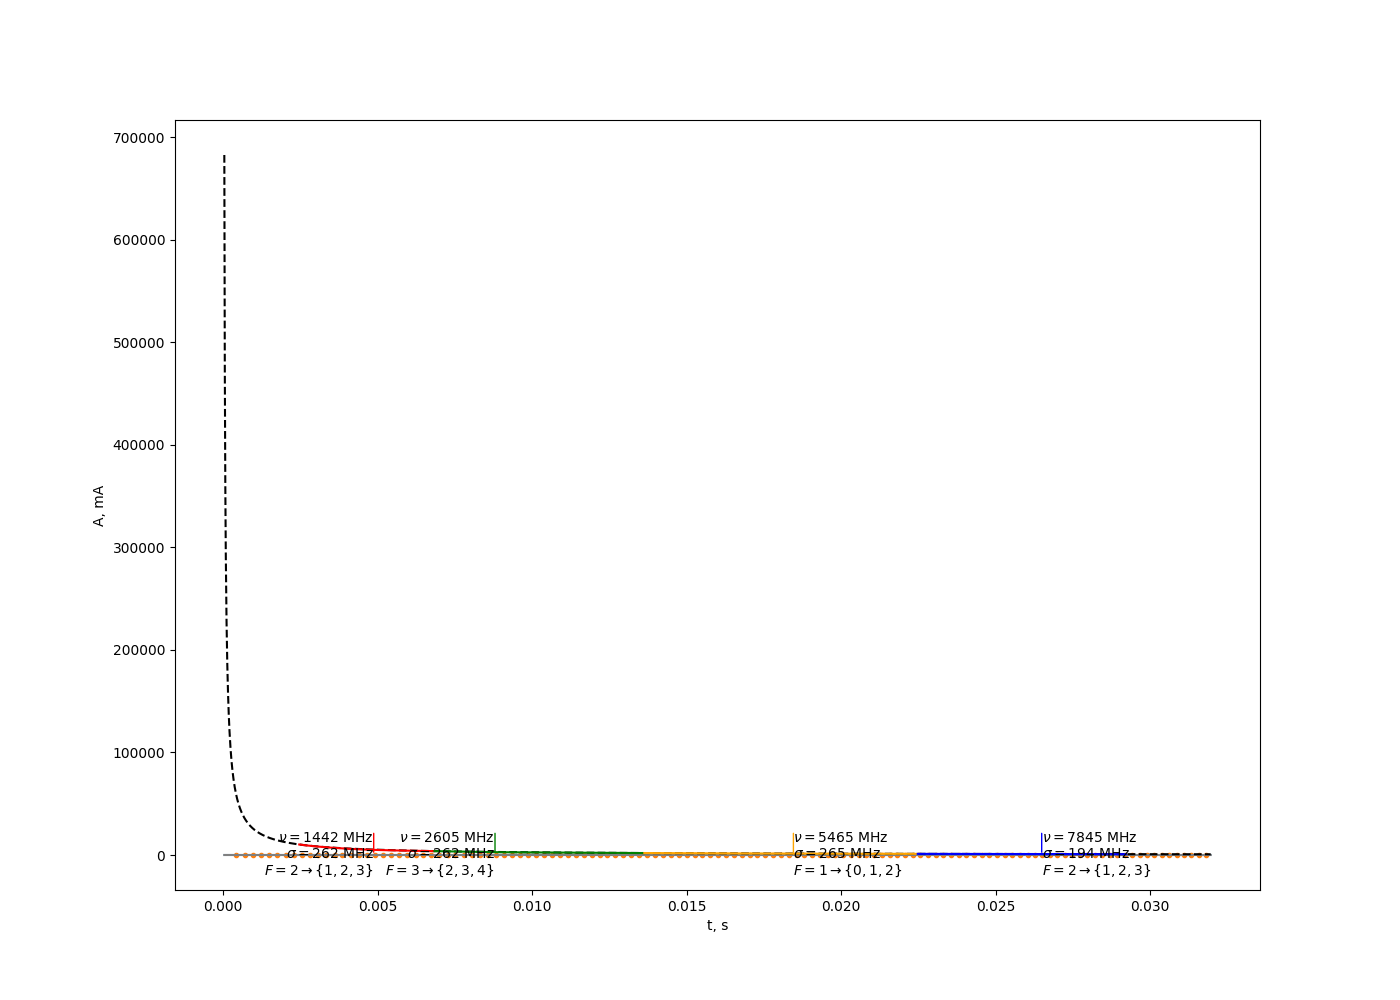 700000
600000
500000
400000
300000
200000
100000
0
A, mA
ν = 1442 MHz
σ = 262 MHz
F = 2 → {1, 2, 3}
ν = 2605 MHz
σ = 262 MHz
F = 3 → {2, 3, 4}
ν = 5465 MHz
σ = 265 MHz
F = 1 → {0, 1, 2}
ν = 7845 MHz
σ = 194 MHz
F = 2 → {1, 2, 3}
0.000 0.005 0.010 0.015 0.020 0.025 0.030
t, s